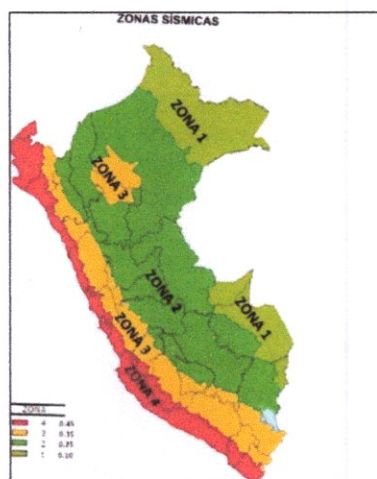 ZONAS SÍSMICAS
ZONA 1
ZONA 3
ZONA 2
ZONA 1
ZONA 3
ZONA 4
ZONA
4 0.45
3 0.35
2 0.25
1 0.10